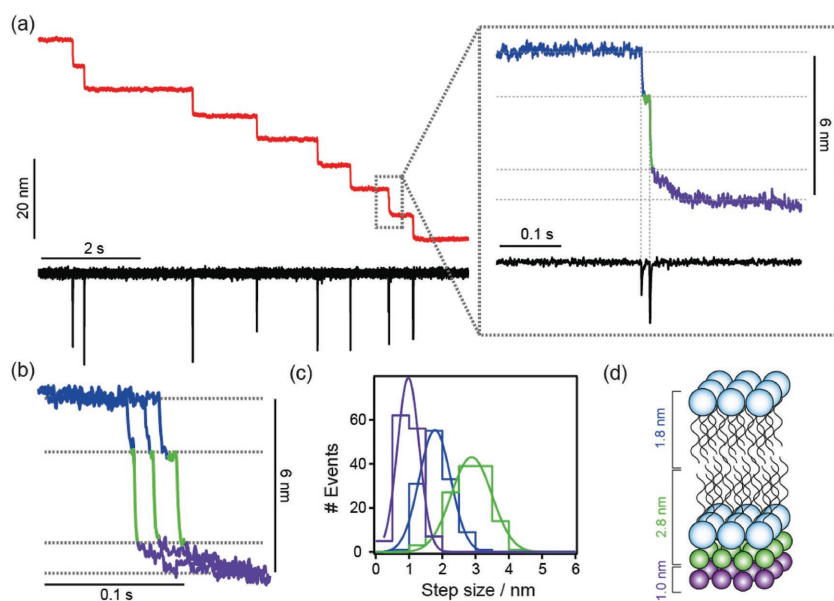 (a)
20 nm
2 s
0.1 s
6 nm
(b)
6 nm
0.1 s
(c)
# Events
60
40
20
0
0 1 2 3 4 5 6
Step size / nm
(d)
1.8 nm
2.8 nm
1.0 nm